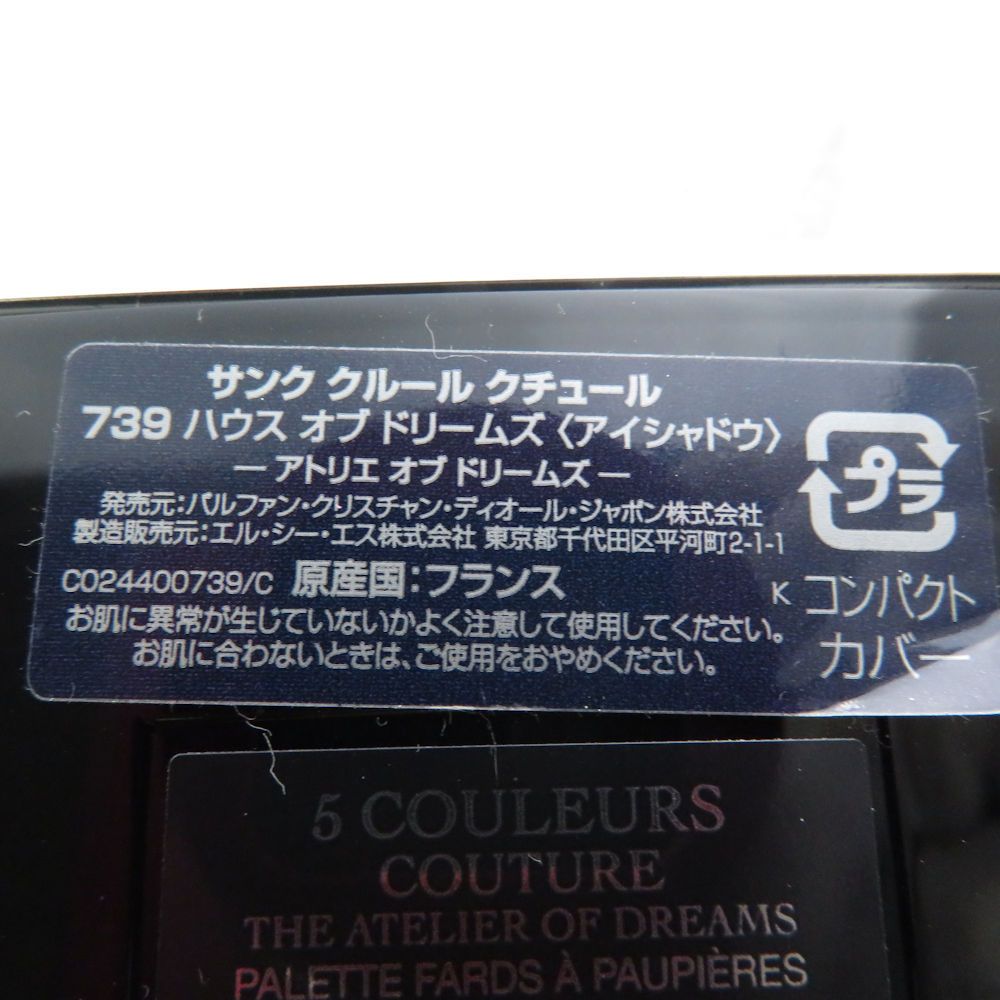 サンク クルール クチュール
739 ハウス オブ ドリームズ〈アイシャドウ〉
― アトリエ オブ ドリームズ ―
発売元:パルファン・クリスチャン・ディオール・ジャポン株式会社
製造販売元:エル・シー・エス株式会社 東京都千代田区平河町2-1-1
C024400739/C 原産国:フランス
お肌に異常が生じていないかよく注意して使用してください。
お肌に合わないときは、ご使用をおやめください。
プラ
K コンパクト
カバー
5 COULEURS
COUTURE
THE ATELIER OF DREAMS
PALETTE FARDS À PAUPIÈRES